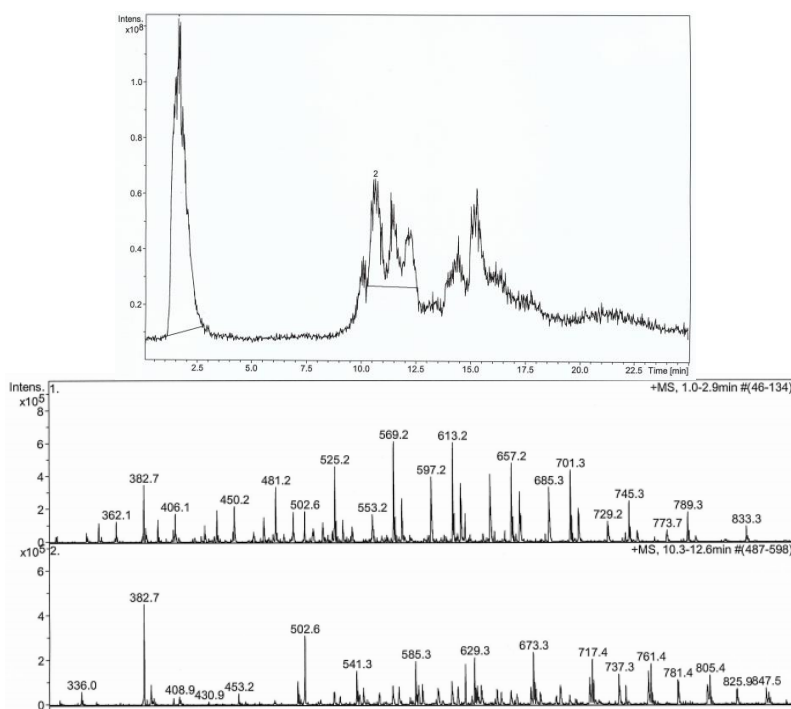 Intens.
x10⁸
1
1.0
0.8
0.6
0.4
0.2
2
2.5 5.0 7.5 10.0 12.5 15.0 17.5 20.0 22.5 Time [min]
Intens. 1. +MS, 1.0-2.9min #(46-134)
x10⁵
8
6
4
2
0
362.1 382.7 406.1 450.2 481.2 502.6 525.2 553.2 569.2 597.2 613.2 657.2 685.3 701.3 729.2 745.3 773.7 789.3 833.3
x10⁵ 2. +MS, 10.3-12.6min #(487-598)
6
4
2
0
336.0 382.7 408.9 430.9 453.2 502.6 541.3 585.3 629.3 673.3 717.4 737.3 761.4 781.4 805.4 825.9 847.5